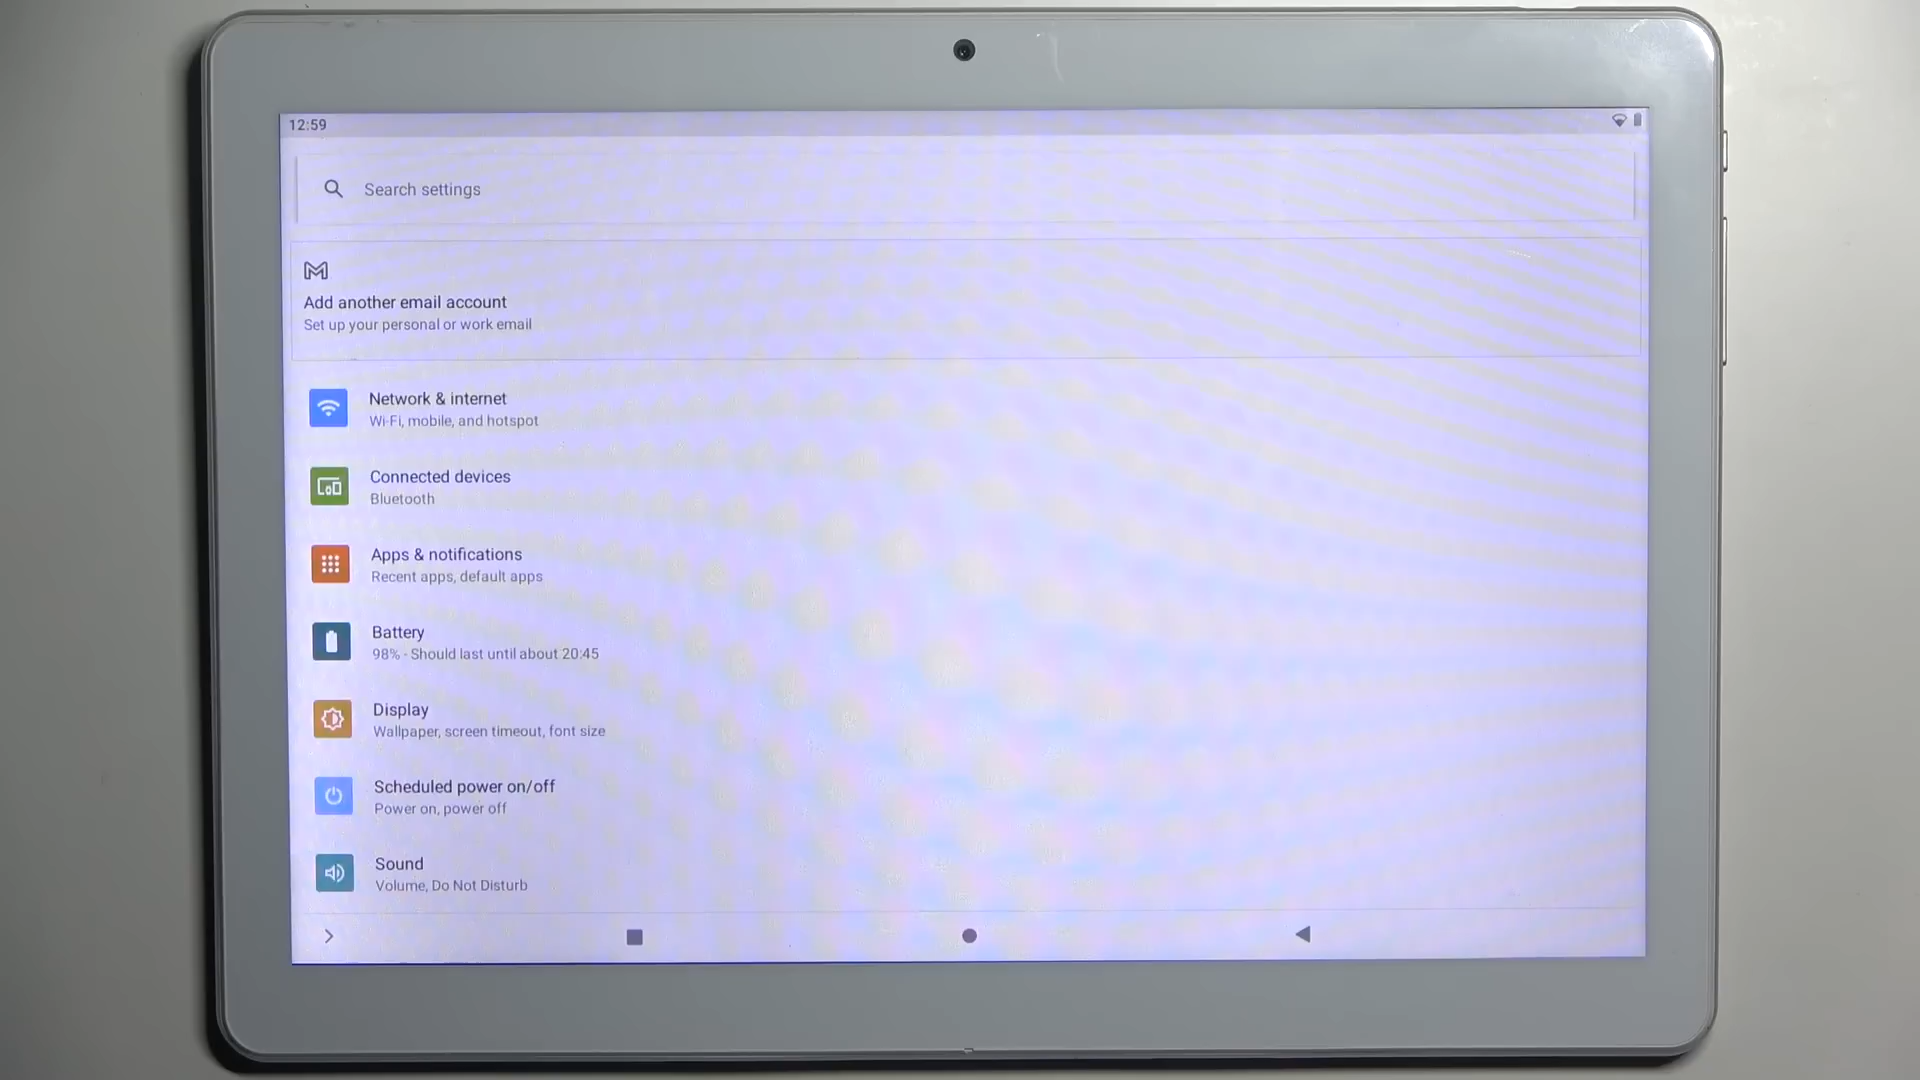 12:59
Search settings
Add another email account
Set up your personal or work email
Network & internet
Wi-Fi, mobile, and hotspot
Connected devices
Bluetooth
Apps & notifications
Recent apps, default apps
Battery
98% - Should last until about 20:45
Display
Wallpaper, screen timeout, font size
Scheduled power on/off
Power on, power off
Sound
Volume, Do Not Disturb